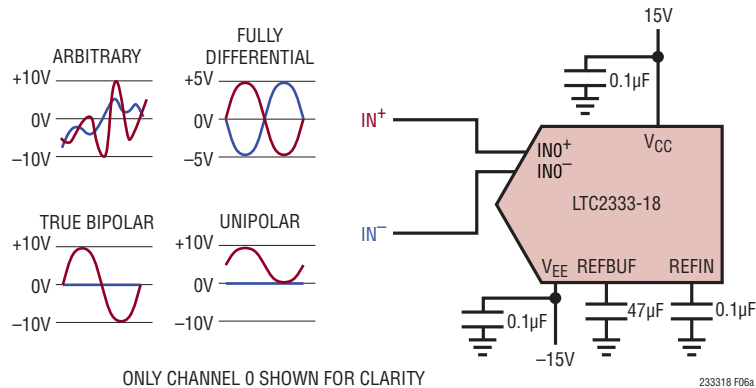 ARBITRARY
+10V
0V
–10V
FULLY
DIFFERENTIAL
+5V
0V
–5V
TRUE BIPOLAR
+10V
0V
–10V
UNIPOLAR
+10V
0V
–10V
IN+
IN–
15V
0.1µF
VCC
IN0+
IN0–
LTC2333-18
VEE
REFBUF
REFIN
0.1µF
–15V
47µF
0.1µF
ONLY CHANNEL 0 SHOWN FOR CLARITY
233318 F06a